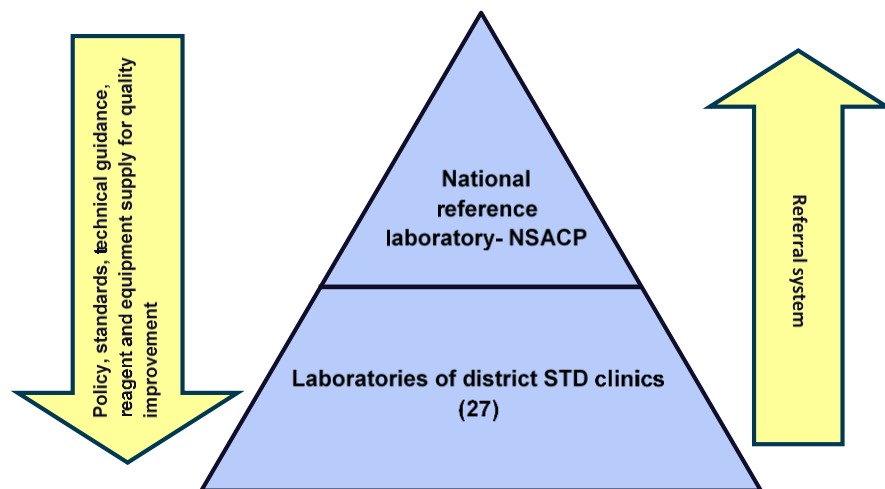 Policy, standards, technical guidance,
reagent and equipment supply for quality
improvement
National
reference
laboratory- NSACP
Laboratories of district STD clinics
(27)
Referral system